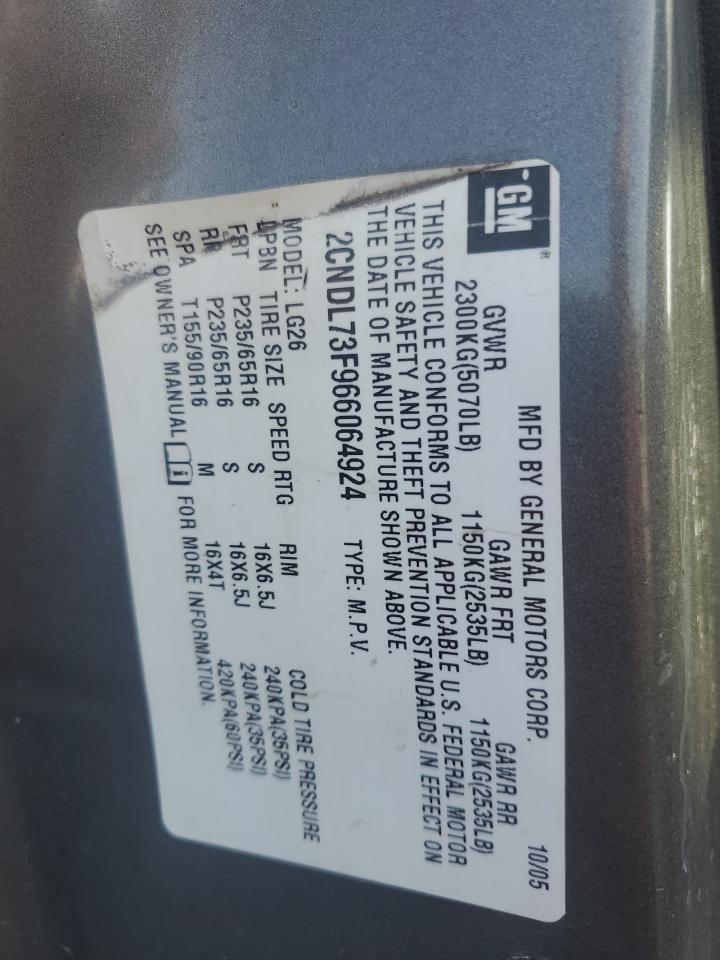 GM ®
MFD BY GENERAL MOTORS CORP. 10/05
GVWR GAWR FRT GAWR RR
2300KG(5070LB) 1150KG(2535LB) 1150KG(2535LB)
THIS VEHICLE CONFORMS TO ALL APPLICABLE U.S. FEDERAL MOTOR
VEHICLE SAFETY AND THEFT PREVENTION STANDARDS IN EFFECT ON
THE DATE OF MANUFACTURE SHOWN ABOVE.
2CNDL73F966064924 TYPE: M.P.V.
MODEL: LG26
TIRE SIZE SPEED RTG RIM COLD TIRE PRESSURE
FRT P235/65R16 S 16X6.5J 240KPA(35PSI)
RR P235/65R16 S 16X6.5J 240KPA(35PSI)
SPA T155/90R16 M 16X4T 420KPA(60PSI)
SEE OWNER'S MANUAL i FOR MORE INFORMATION.